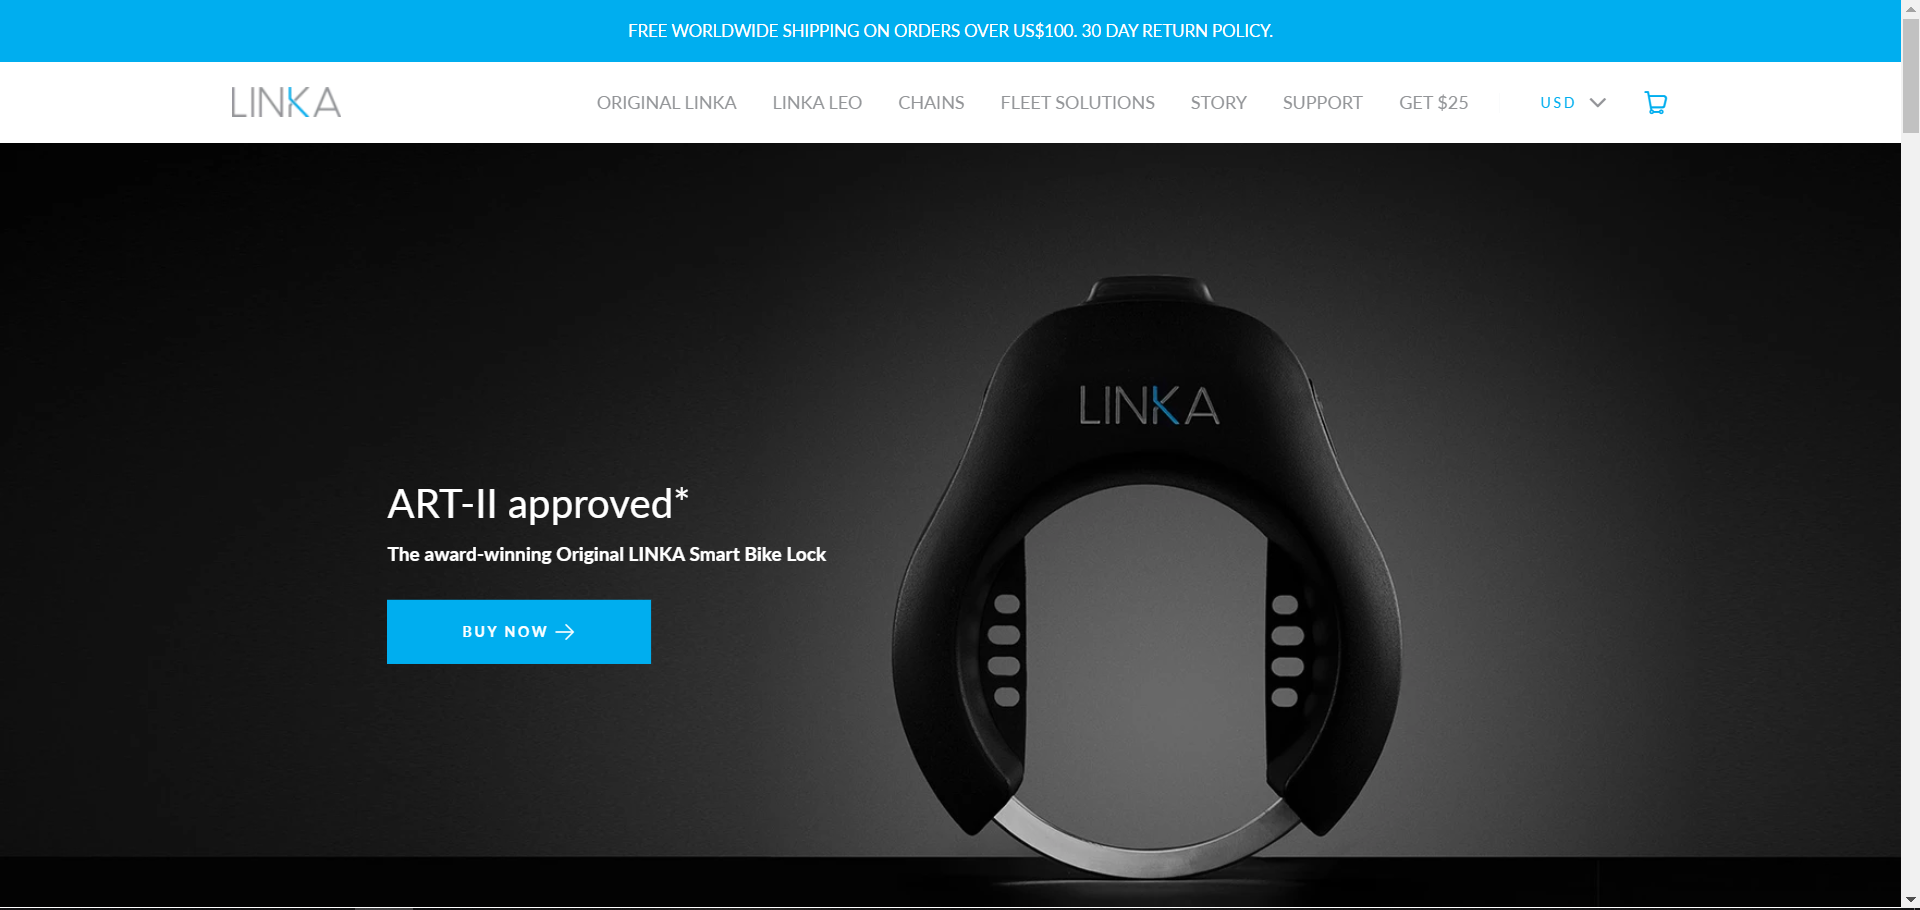 FREE WORLDWIDE SHIPPING ON ORDERS OVER US$100. 30 DAY RETURN POLICY.
LINKA ORIGINAL LINKA LINKA LEO CHAINS FLEET SOLUTIONS STORY SUPPORT GET $25 USD
LINKA
ART-II approved*
The award-winning Original LINKA Smart Bike Lock
BUY NOW